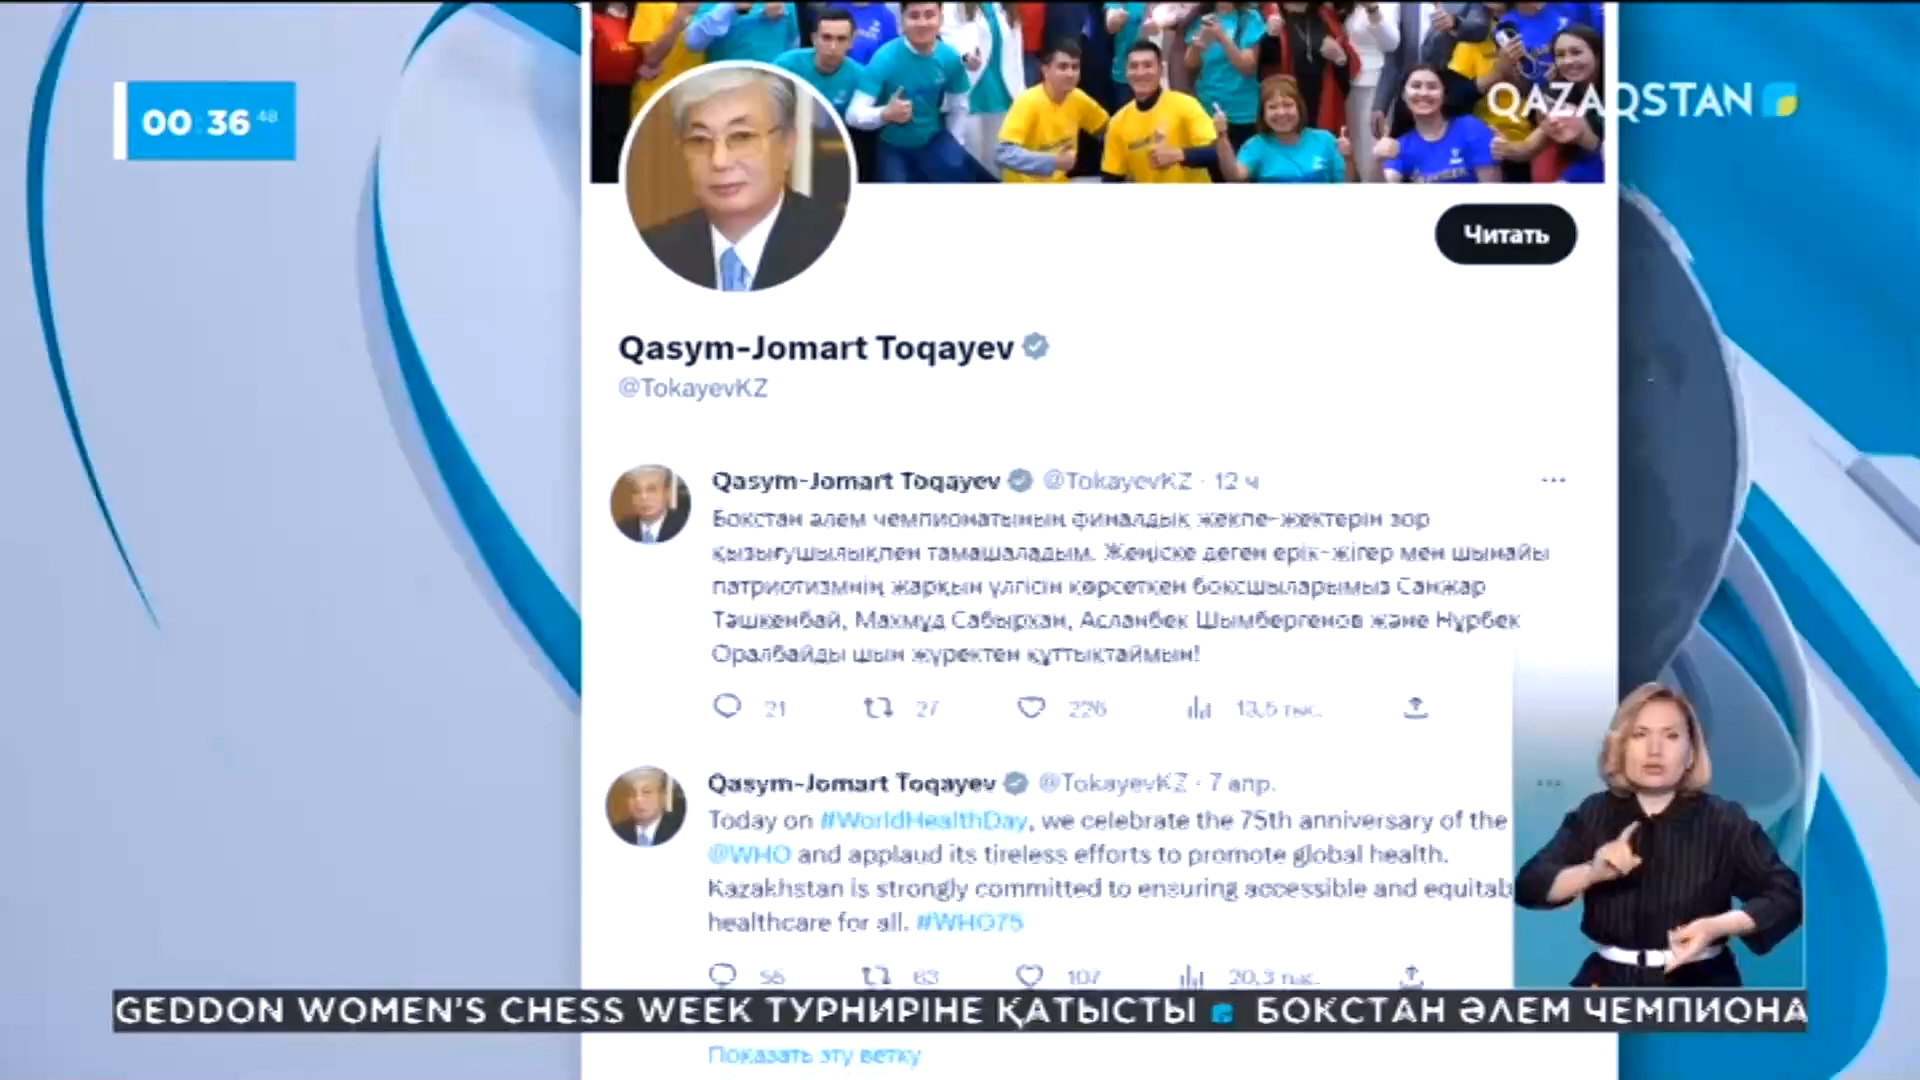 00:36 48
QAZAQSTAN
Читать
Qasym-Jomart Toqayev
@TokayevKZ
Qasym-Jomart Toqayev @TokayevKZ · 12 ч
Бокстан әлем чемпионатының финалдық жекпе-жектерін зор
қызығушылықпен тамашаладым. Жеңіске деген ерік-жігер мен шынайы
патриотизмнің жарқын үлгісін көрсеткен боксшыларымыз Санжар
Тәшкенбай, Махмұд Сабырхан, Асланбек Шымбергенов және Нұрбек
Оралбайды шын жүректен құттықтаймын!
21 27 226 13,5 тыс.
Qasym-Jomart Toqayev @TokayevKZ · 7 апр.
Today on #WorldHealthDay, we celebrate the 75th anniversary of the
@WHO and applaud its tireless efforts to promote global health.
Kazakhstan is strongly committed to ensuring accessible and equitab
healthcare for all. #WHO75
56 63 107 20,3 тыс.
GEDDON WOMEN'S CHESS WEEK ТУРНИРІНЕ ҚАТЫСТЫ БОКСТАН ӘЛЕМ ЧЕМПИОНА
Показать эту ветку